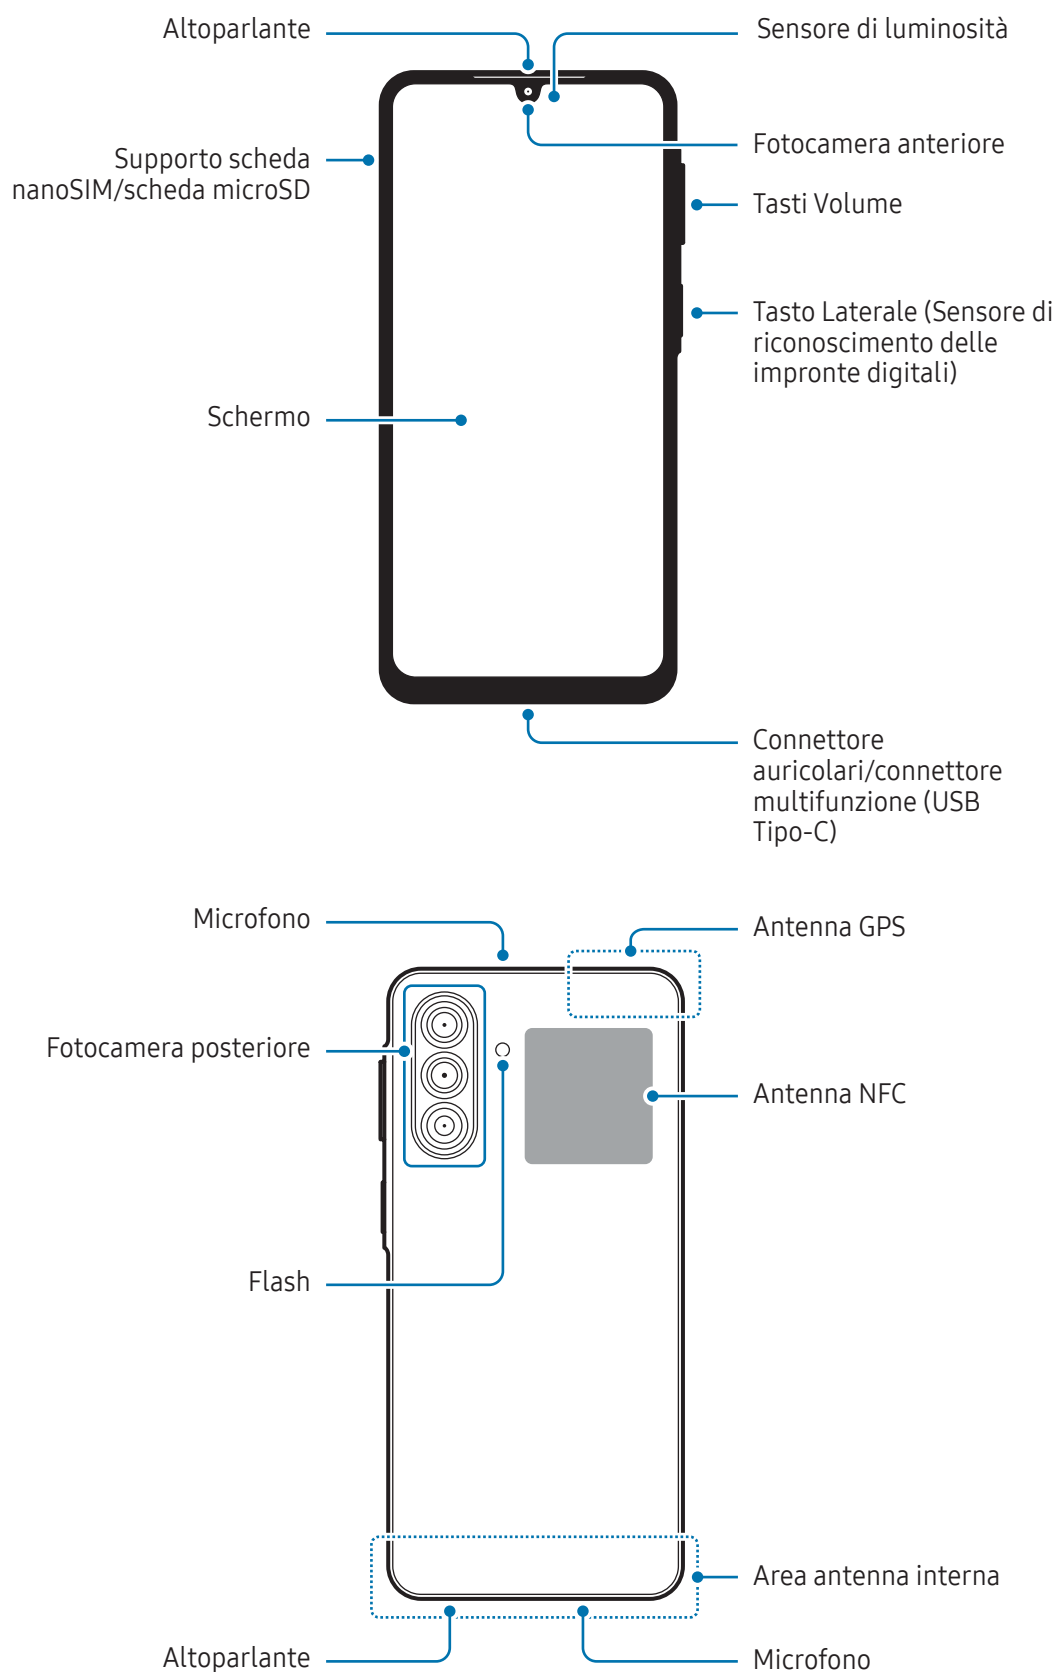 Altoparlante
Sensore di luminosità
Fotocamera anteriore
Supporto scheda
nanoSIM/scheda microSD
Tasti Volume
Tasto Laterale (Sensore di
riconoscimento delle
impronte digitali)
Schermo
Connettore
auricolari/connettore
multifunzione (USB
Tipo-C)
Microfono
Antenna GPS
Fotocamera posteriore
Antenna NFC
Flash
Area antenna interna
Altoparlante
Microfono